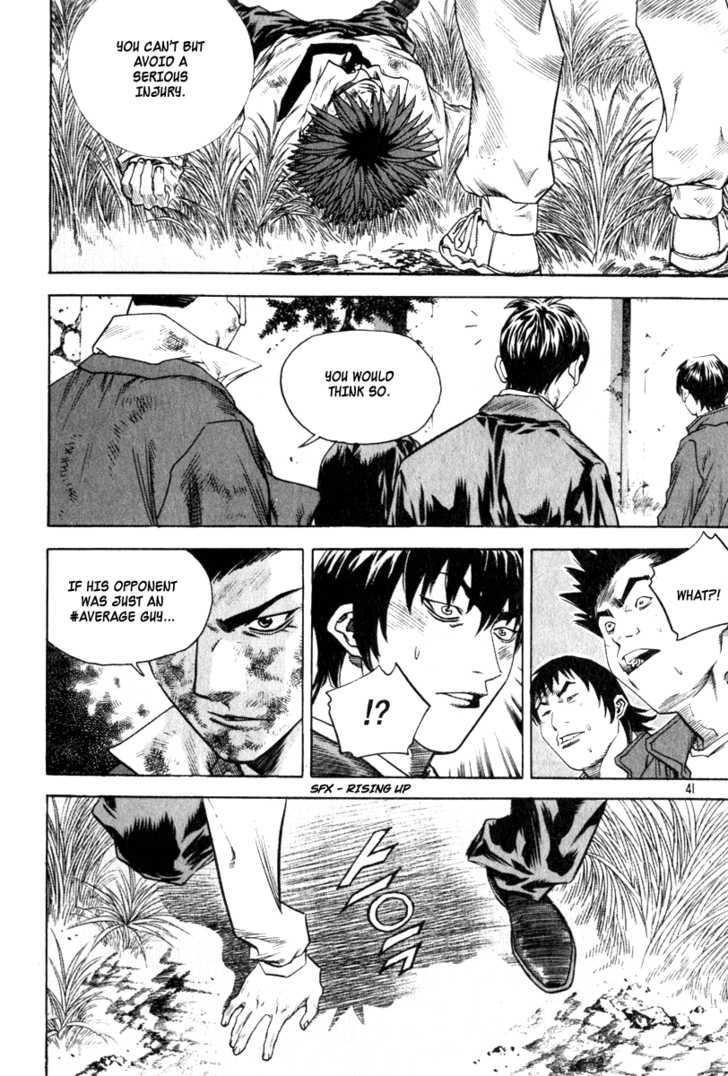 YOU CAN'T BUT
AVOID A
SERIOUS
INJURY.
YOU WOULD
THINK SO.
WHAT?!
!?
IF HIS OPPONENT
WAS JUST AN
#AVERAGE GUY...
SFX - RISING UP
41